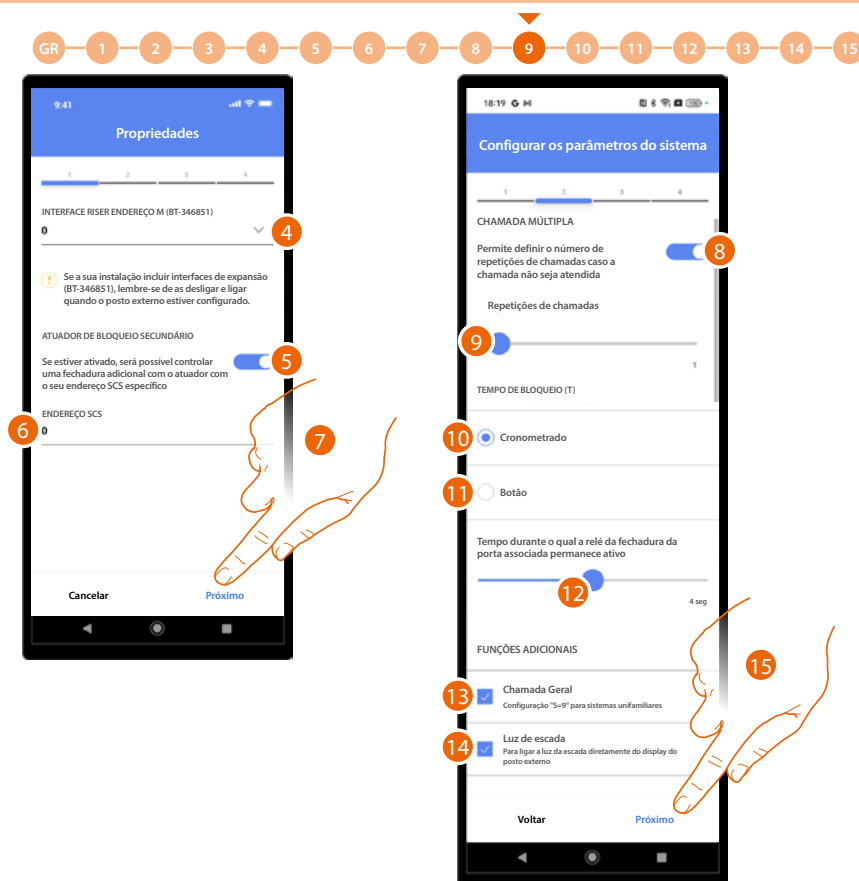 GR 1 2 3 4 5 6 7 8 9 10 11 12 13 14 15
9:41
Propriedades
1 2 3 4
INTERFACE RISER ENDEREÇO M (BT-346851)
0
4
Se a sua instalação incluir interfaces de expansão
(BT-346851), lembre-se de as desligar e ligar
quando o posto externo estiver configurado.
ATUADOR DE BLOQUEIO SECUNDÁRIO
Se estiver ativado, será possível controlar
uma fechadura adicional com o atuador com
o seu endereço SCS específico
5
ENDEREÇO SCS
6
0
7
Cancelar Próximo
18:19 G
100
Configurar os parâmetros do sistema
1 2 3 4
CHAMADA MÚLTIPLA
Permite definir o número de
repetições de chamadas caso a
chamada não seja atendida
8
Repetições de chamadas
9
1
TEMPO DE BLOQUEIO (T)
10 Cronometrado
11 Botão
Tempo durante o qual a relé da fechadura da
porta associada permanece ativo
12
4 seg
FUNÇÕES ADICIONAIS
13 Chamada Geral
Configuração "S=9" para sistemas unifamiliares
14 Luz de escada
Para ligar a luz da escada diretamente do display do
posto externo
15
Voltar Próximo